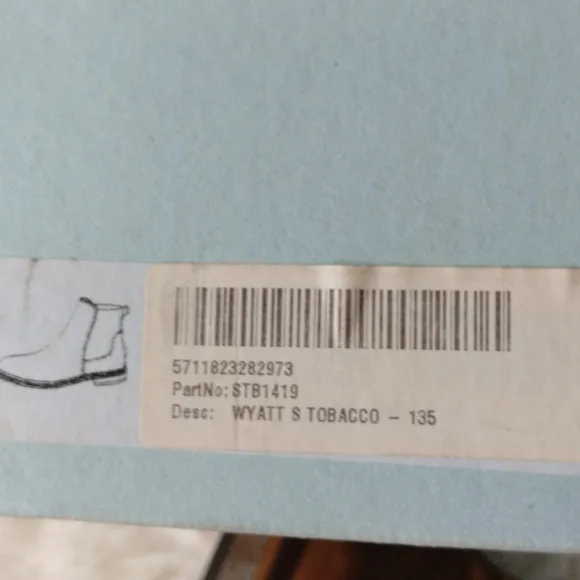 5711823282973
PartNo: STB1419
Desc: WYATT S TOBACCO - 135